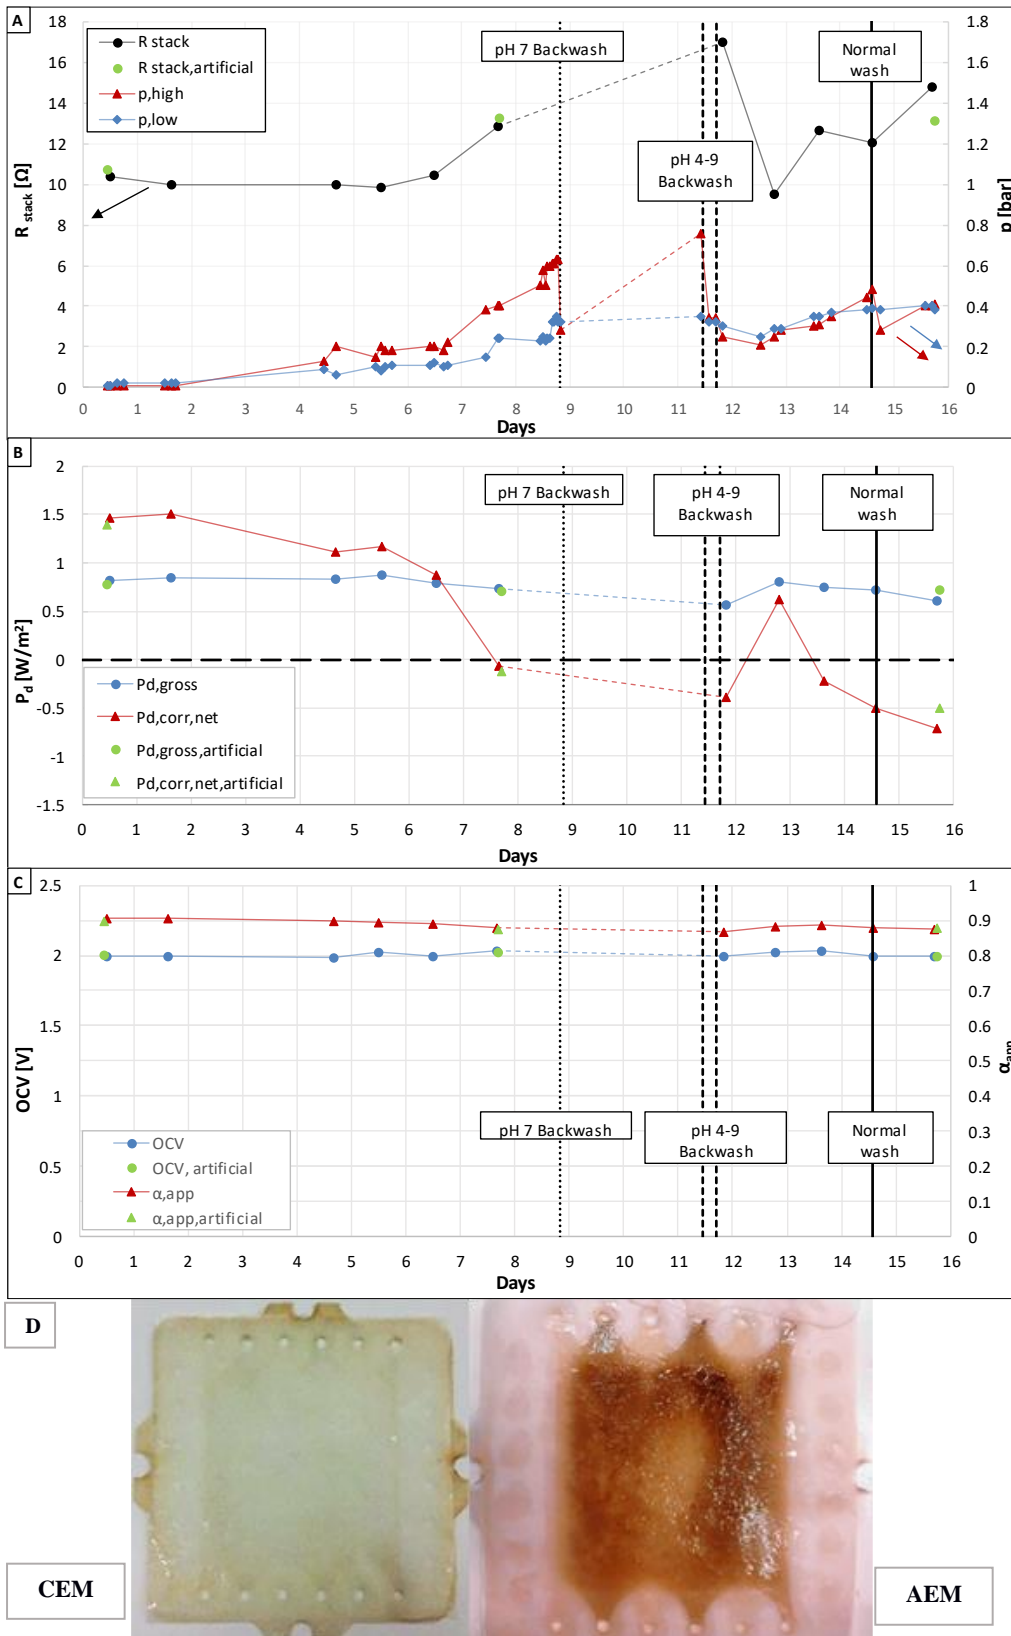 A
18
16
14
12
10
8
6
4
2
0
R stack [Ω]
1.8
1.6
1.4
1.2
1
0.8
0.6
0.4
0.2
0
p [bar]
R stack
R stack,artificial
p,high
p,low
pH 7 Backwash
pH 4-9
Backwash
Normal
wash
0 1 2 3 4 5 6 7 8 9 10 11 12 13 14 15 16
Days
B
2
1.5
1
0.5
0
-0.5
-1
-1.5
Pd [W/m²]
pH 7 Backwash
pH 4-9
Backwash
Normal
wash
Pd,gross
Pd,corr,net
Pd,gross,artificial
Pd,corr,net,artificial
0 1 2 3 4 5 6 7 8 9 10 11 12 13 14 15 16
Days
C
2.5
2
1.5
1
0.5
0
OCV [V]
1
0.9
0.8
0.7
0.6
0.5
0.4
0.3
0.2
0.1
0
αapp
pH 7 Backwash
pH 4-9
Backwash
Normal
wash
OCV
OCV, artificial
α,app
α,app,artificial
0 1 2 3 4 5 6 7 8 9 10 11 12 13 14 15 16
Days
D
CEM
AEM